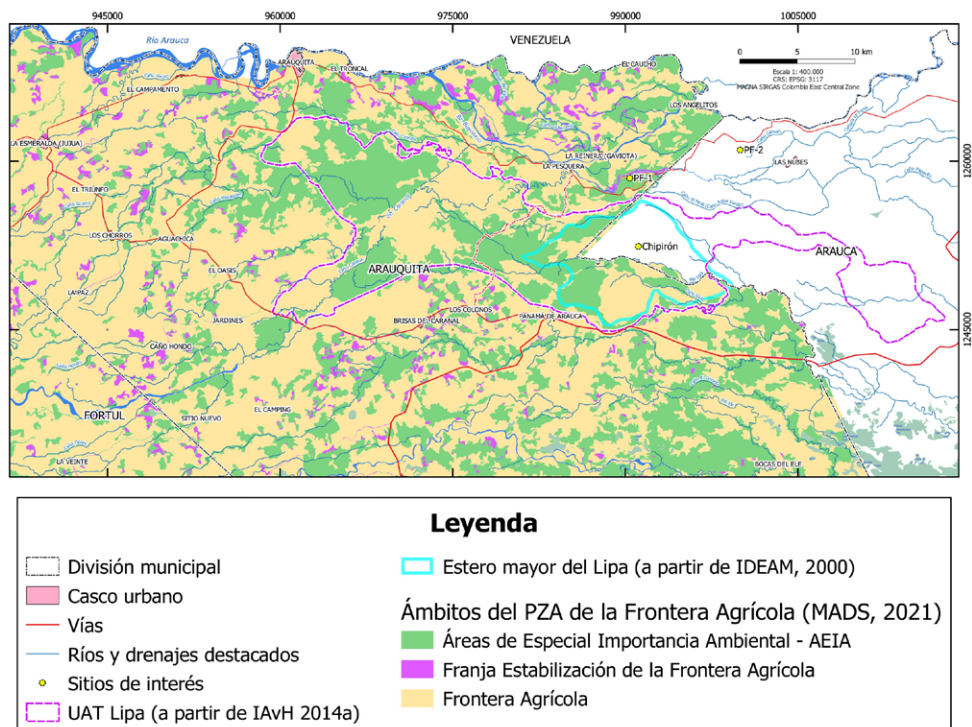 945000
960000
975000
990000
1005000
Río Arauca
VENEZUELA
0 5 10 km
Escala 1: 400.000
CRS: EPSG: 3117
MAGNA SIRGAS Colombia East Central Zone
ARAUQUITA
EL TRONCAL
EL CAUCHO
EL CAMPAMENTO
LOS ANGELITOS
LA ESMERALDA (JUJUA)
LA REINERIS (GAVIOTA)
LA PESQUERA
PF-2
LAS NUBES
1260000
PF-1
EL TRIUNFO
LOS CHORROS
AGUACHICA
Chipirón
ARAUCA
EL OASIS
ARAUQUITA
LA PAZ
JARDINES
BRISAS DEL CARANAL
LOS COLONOS
PANAMÁ DE ARAUCA
1245000
CAÑO HONDO
FORTUL
SITIO NUEVO
EL CAMPING
LA VEINTE
BOCAS DEL ELE
Leyenda
División municipal
Casco urbano
Vías
Ríos y drenajes destacados
Sitios de interés
UAT Lipa (a partir de IAvH 2014a)
Estero mayor del Lipa (a partir de IDEAM, 2000)
Ámbitos del PZA de la Frontera Agrícola (MADS, 2021)
Áreas de Especial Importancia Ambiental - AEIA
Franja Estabilización de la Frontera Agrícola
Frontera Agrícola